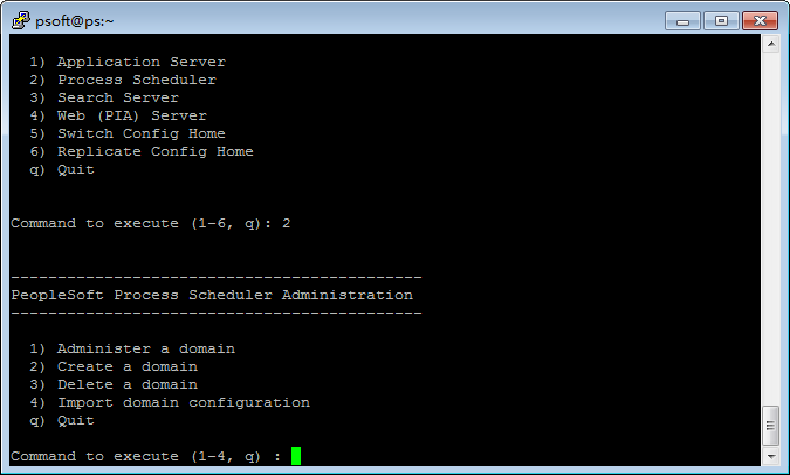 psoft@ps:~
1) Application Server
2) Process Scheduler
3) Search Server
4) Web (PIA) Server
5) Switch Config Home
6) Replicate Config Home
q) Quit
Command to execute (1-6, q): 2
--------------------------------------------
PeopleSoft Process Scheduler Administration
--------------------------------------------
1) Administer a domain
2) Create a domain
3) Delete a domain
4) Import domain configuration
q) Quit
Command to execute (1-4, q) :